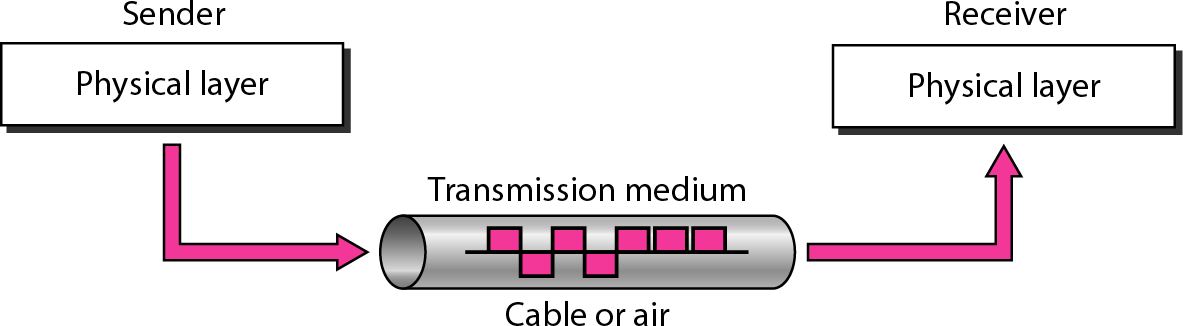 Sender
Receiver
Physical layer
Physical layer
Transmission medium
Cable or air